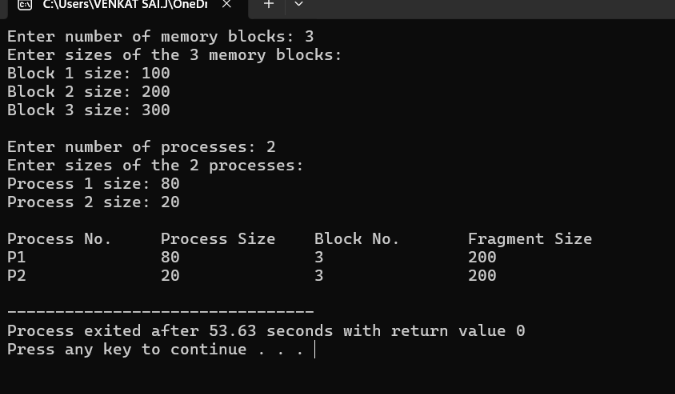 C:\Users\VENKAT SAI.J\OneDi
Enter number of memory blocks: 3
Enter sizes of the 3 memory blocks:
Block 1 size: 100
Block 2 size: 200
Block 3 size: 300
Enter number of processes: 2
Enter sizes of the 2 processes:
Process 1 size: 80
Process 2 size: 20
Process No. Process Size Block No. Fragment Size
P1 80 3 200
P2 20 3 200
--------------------------------
Process exited after 53.63 seconds with return value 0
Press any key to continue . . .